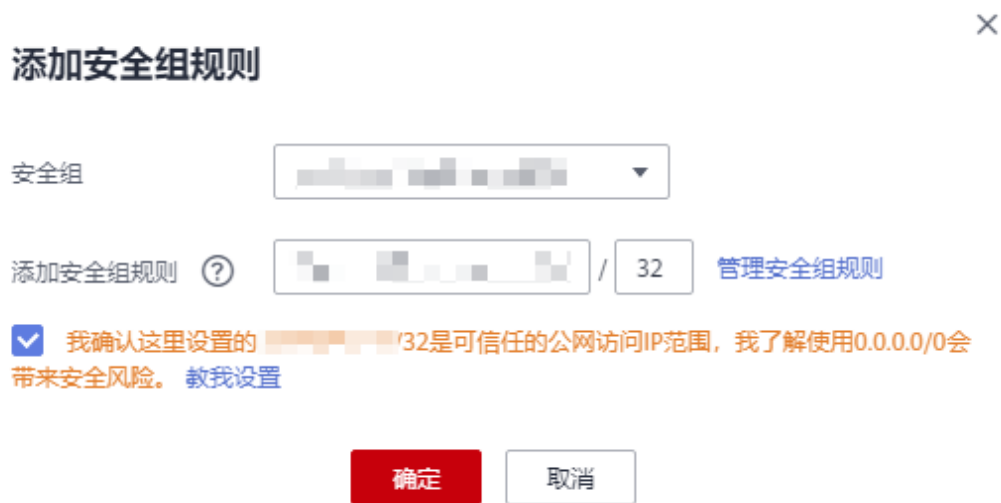 添加安全组规则
安全组
添加安全组规则 ? / 32 管理安全组规则
我确认这里设置的 /32是可信任的公网访问IP范围，我了解使用0.0.0.0/0会
带来安全风险。 教我设置
确定 取消